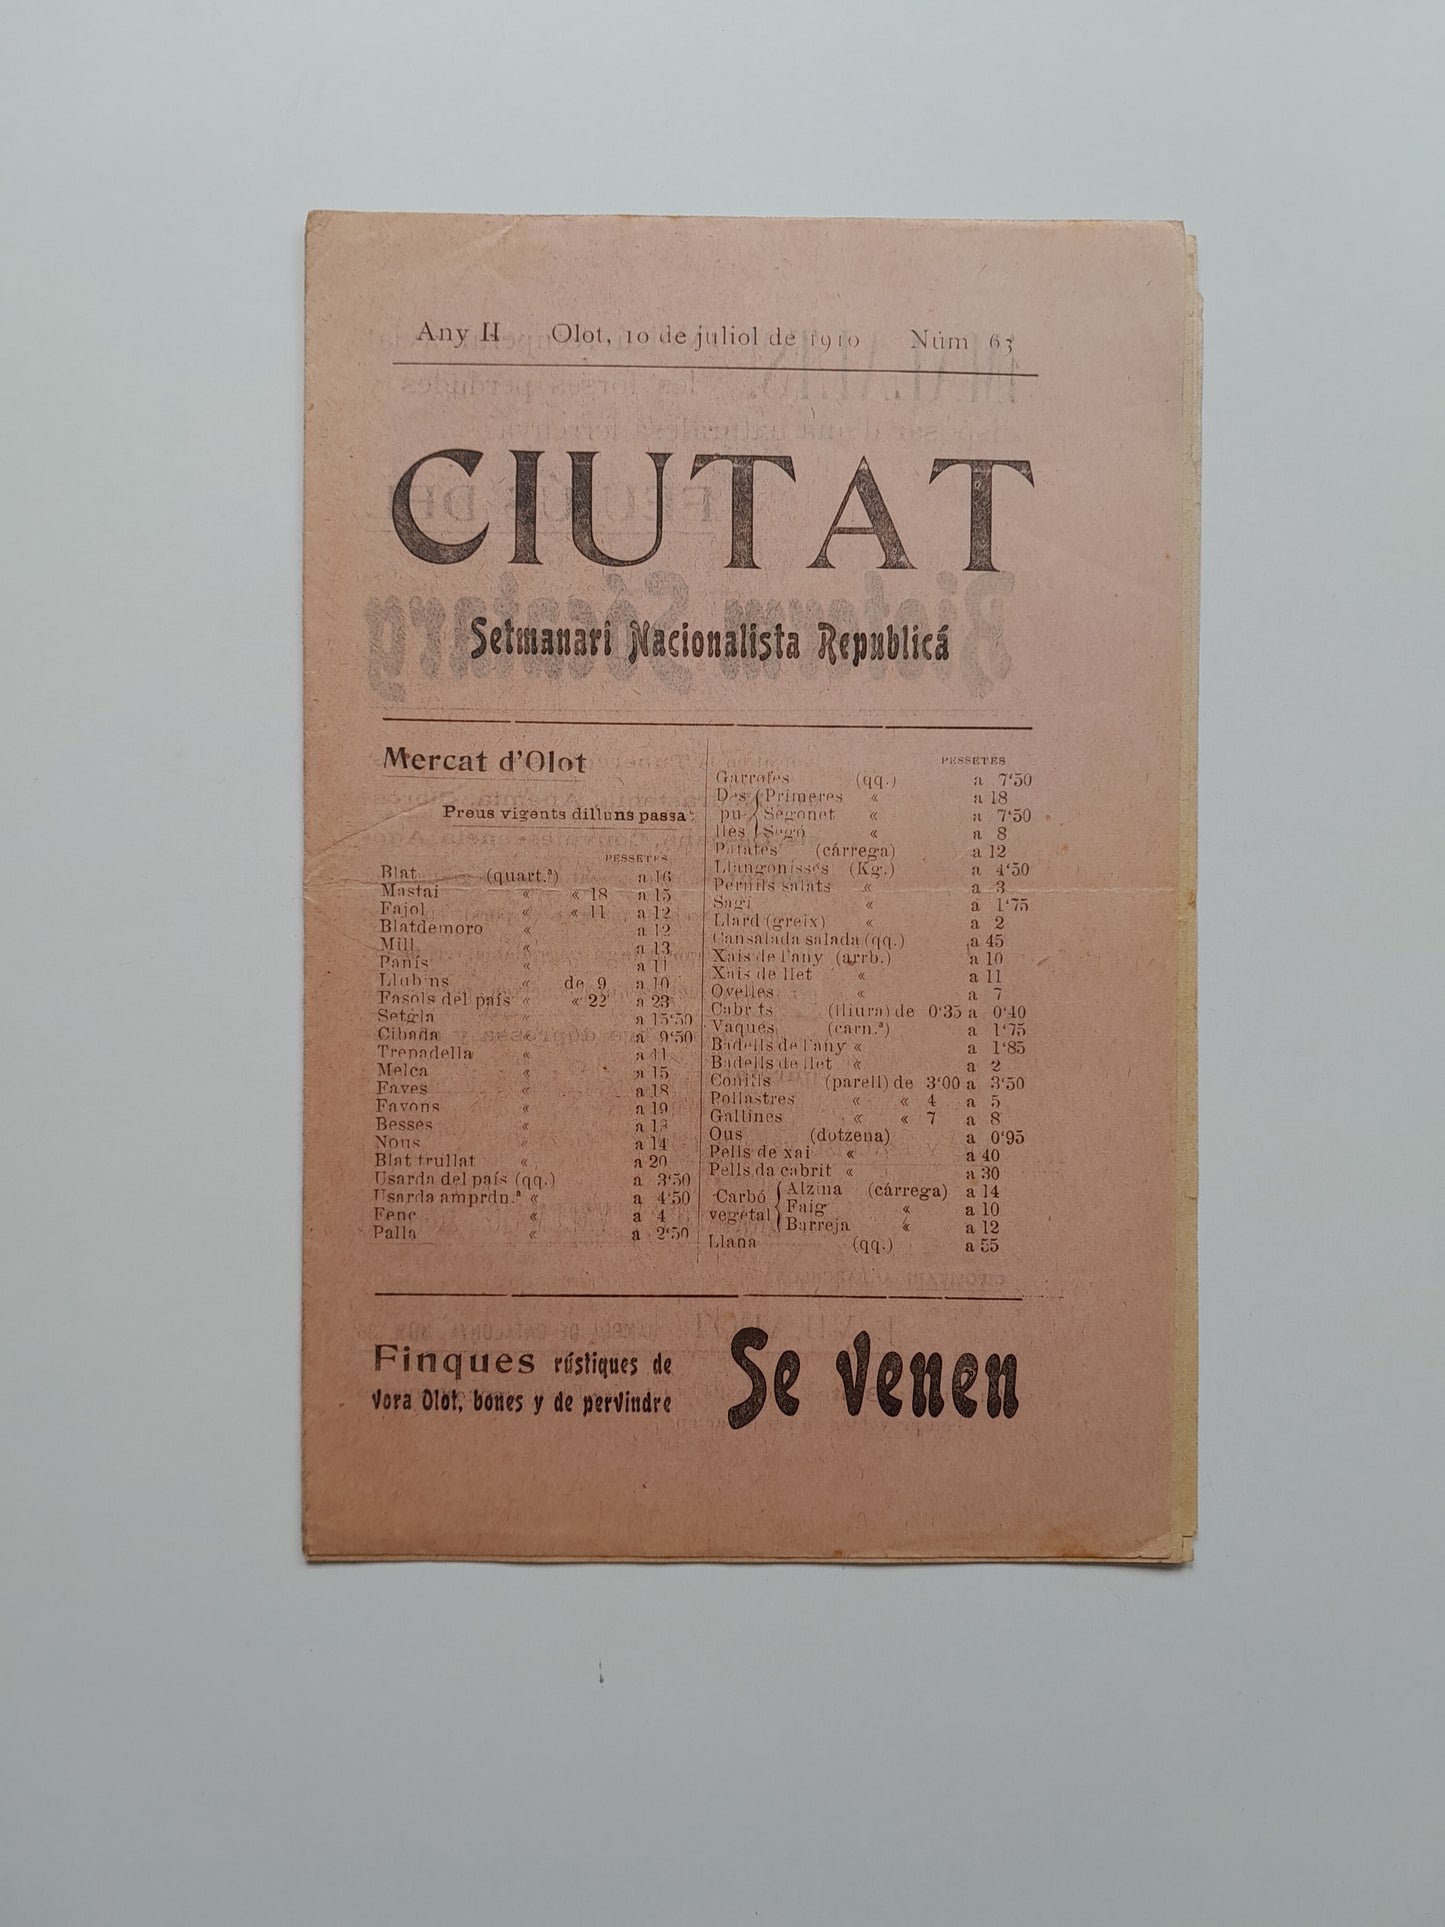 Any II Olot, 10 de juliol de 1910 Núm 63
CIUTAT
Setmanari Nacionalista Republicá
Mercat d'Olot
Preus vigents dilluns passat
PESSETES
Blat (quart.ª) a 16
Mastai « « 18 a 15
Fajol « « 11 a 12
Blatdemoro « a 12
Mill « a 13
Panís « a 11
Llubins « de 9 a 10
Fasols del país « « 22 a 23
Setgla « a 15'50
Cibada « a 9'50
Trepadella « a 11
Melca « a 15
Faves « a 18
Favons « a 19
Besses « a 18
Nous « a 14
Blat trullat « a 20
Usarda del país (qq.) a 3'50
Usarda amprdn.ª « a 4'50
Fenc « a 4
Palla « a 2'50
PESSETES
Garrofes (qq.) a 7'50
Des Primeres « a 18
pu- Segonet « a 7'50
lles Segó « a 8
Patates (cárrega) a 12
Llangonisses (Kg.) a 4'50
Pernils salats « a 3
Sagí « a 1'75
Llard (greix) « a 2
Cansalada salada (qq.) a 45
Xais de l'any (arrb.) a 10
Xais de llet « a 11
Ovelles « a 7
Cabrits (lliura) de 0'35 a 0'40
Vaques (carn.ª) a 1'75
Badells de l'any « a 1'85
Badells de llet « a 2
Conills (parell) de 3'00 a 3'50
Pollastres « « 4 a 5
Gallines « « 7 a 8
Ous (dotzena) a 0'95
Pells de xai « a 40
Pells da cabrit « a 30
Carbó Alzina (cárrega) a 14
vegetal Faig « a 10
Barreja « a 12
Llana (qq.) a 55
Finques rústiques de
vora Olot, bones y de pervindre
Se venen